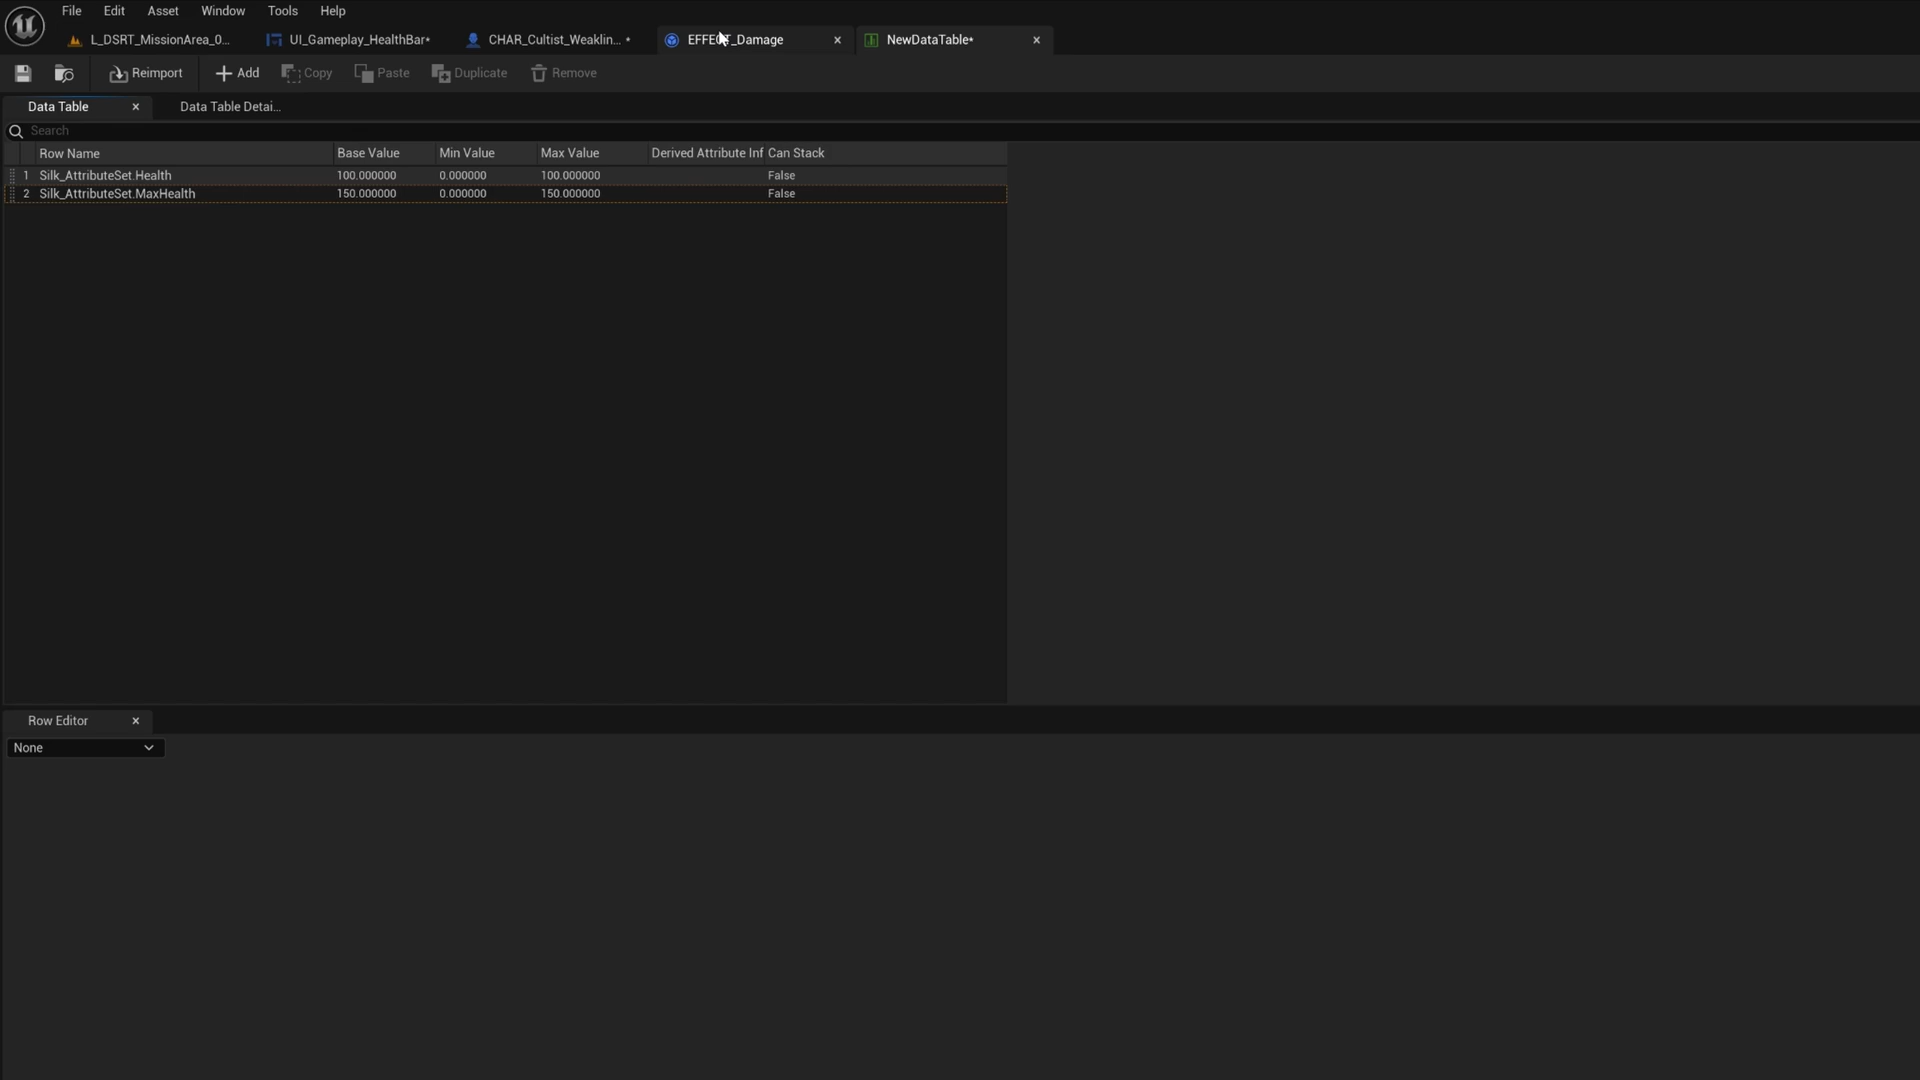 File Edit Asset Window Tools Help
L_DSRT_MissionArea_0... UI_Gameplay_HealthBar* CHAR_Cultist_Weaklin... * EFFECT_Damage NewDataTable*
Reimport Add Copy Paste Duplicate Remove
Data Table Data Table Detai...
Search
Row Name Base Value Min Value Max Value Derived Attribute Inf Can Stack
1 Silk_AttributeSet.Health 100.000000 0.000000 100.000000 False
2 Silk_AttributeSet.MaxHealth 150.000000 0.000000 150.000000 False
Row Editor
None